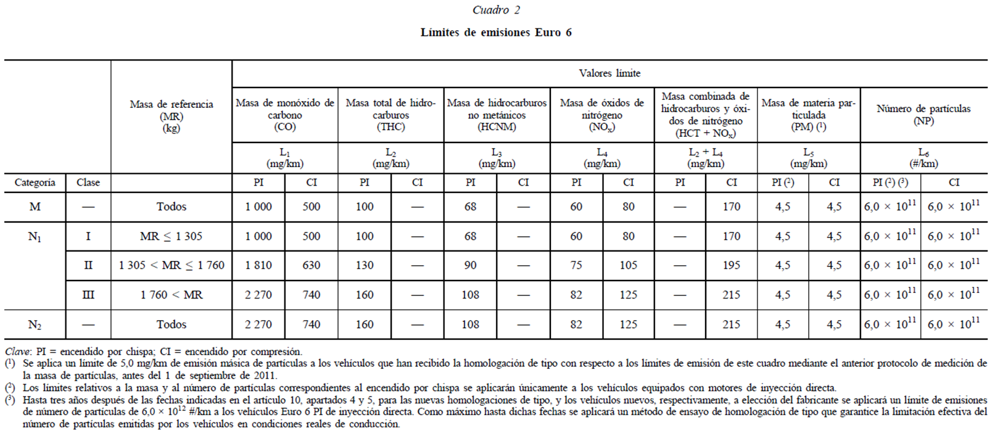 Cuadro 2
Límites de emisiones Euro 6
Valores límite
Masa de referencia (MR) (kg)
Masa de monóxido de carbono (CO)
Masa total de hidro-carburos (THC)
Masa de hidrocarburos no metánicos (HCNM)
Masa de óxidos de nitrógeno (NOx)
Masa combinada de hidrocarburos y óxi-dos de nitrógeno (HCT + NOx)
Masa de materia par-ticulada (PM) (1)
Número de partículas (NP)
L1 (mg/km) L2 (mg/km) L3 (mg/km) L4 (mg/km) L2 + L4 (mg/km) L5 (mg/km) L6 (#/km)
Categoría Clase PI CI PI CI PI CI PI CI PI CI PI (2) CI PI (2) (3) CI
M — Todos 1 000 500 100 — 68 — 60 80 — 170 4,5 4,5 6,0 × 10^11 6,0 × 10^11
N1 I MR ≤ 1 305 1 000 500 100 — 68 — 60 80 — 170 4,5 4,5 6,0 × 10^11 6,0 × 10^11
II 1 305 < MR ≤ 1 760 1 810 630 130 — 90 — 75 105 — 195 4,5 4,5 6,0 × 10^11 6,0 × 10^11
III 1 760 < MR 2 270 740 160 — 108 — 82 125 — 215 4,5 4,5 6,0 × 10^11 6,0 × 10^11
N2 — Todos 2 270 740 160 — 108 — 82 125 — 215 4,5 4,5 6,0 × 10^11 6,0 × 10^11
Clave: PI = encendido por chispa; CI = encendido por compresión.
(1) Se aplica un límite de 5,0 mg/km de emisión másica de partículas a los vehículos que han recibido la homologación de tipo con respecto a los límites de emisión de este cuadro mediante el anterior protocolo de medición de
la masa de partículas, antes del 1 de septiembre de 2011.
(2) Los límites relativos a la masa y al número de partículas correspondientes al encendido por chispa se aplicarán únicamente a los vehículos equipados con motores de inyección directa.
(3) Hasta tres años después de las fechas indicadas en el artículo 10, apartados 4 y 5, para las nuevas homologaciones de tipo, y los vehículos nuevos, respectivamente, a elección del fabricante se aplicará un límite de emisiones
de número de partículas de 6,0 × 10^12 #/km a los vehículos Euro 6 PI de inyección directa. Como máximo hasta dichas fechas se aplicará un método de ensayo de homologación de tipo que garantice la limitación efectiva del
número de partículas emitidas por los vehículos en condiciones reales de conducción.